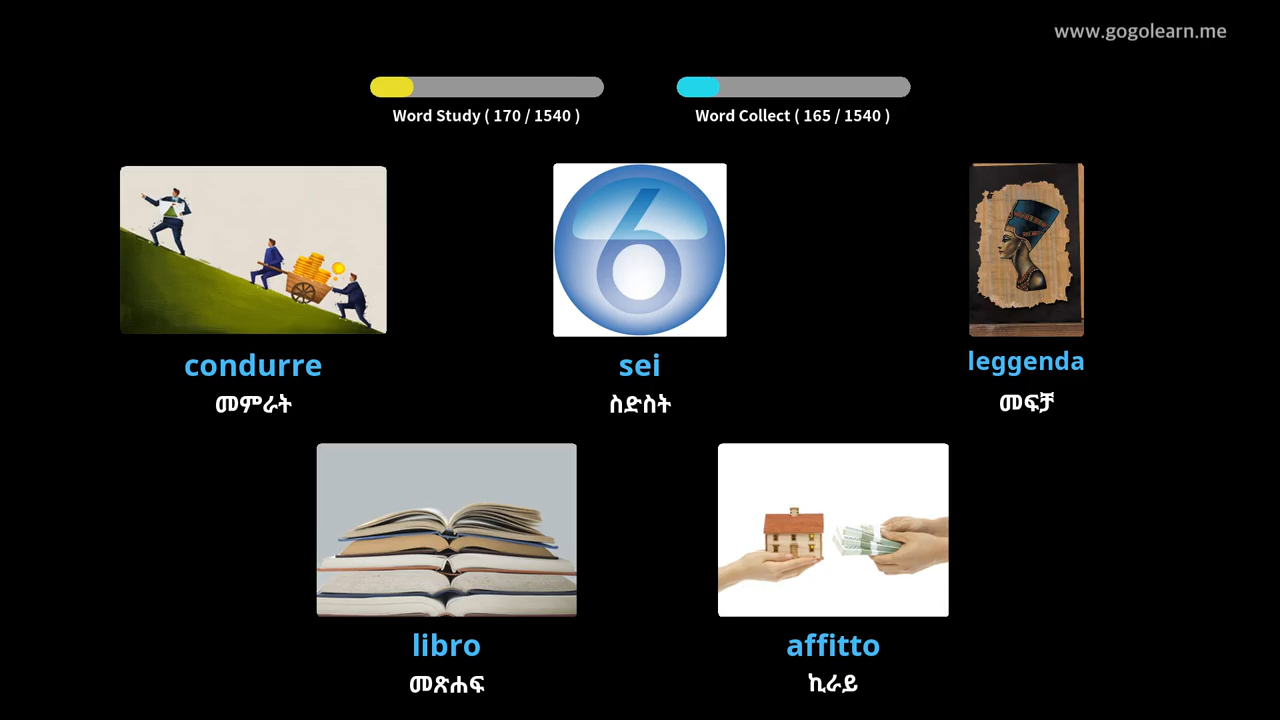 www.gogolearn.me
Word Study ( 170 / 1540 )
Word Collect ( 165 / 1540 )
6
condurre
sei
leggenda
መምራት
ስድስት
መፍቻ
libro
affitto
መጽሐፍ
ኪራይ